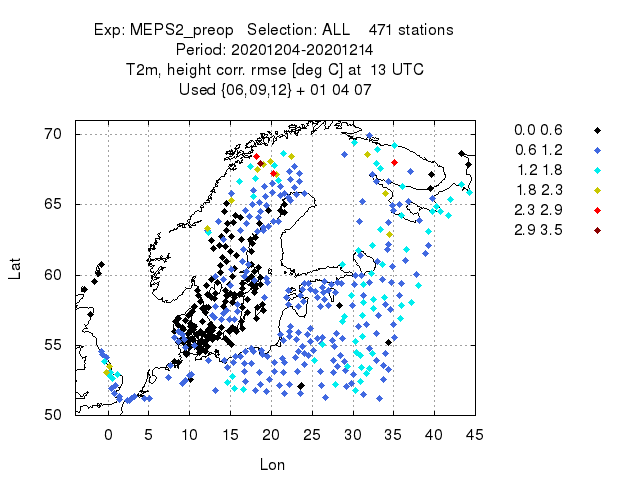 Exp: MEPS2_preop   Selection: ALL    471 stations
Period: 20201204-20201214
T2m, height corr. rmse [deg C] at  13 UTC
Used {06,09,12} + 01 04 07
0.0 0.6
0.6 1.2
1.2 1.8
1.8 2.3
2.3 2.9
2.9 3.5
70
65
60
55
50
Lat
0 5 10 15 20 25 30 35 40 45
Lon